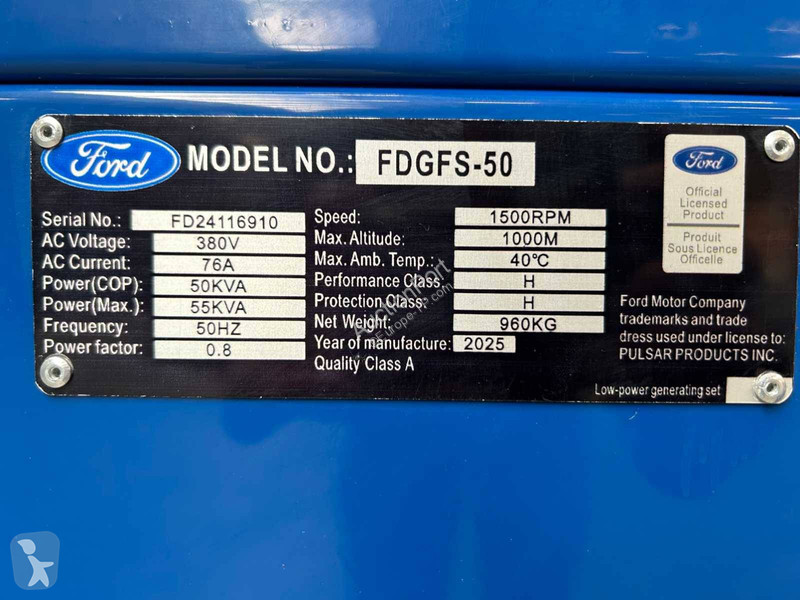 Ford MODEL NO.: FDGFS-50
Serial No.: FD24116910
AC Voltage: 380V
AC Current: 76A
Power(COP): 50KVA
Power(Max.): 55KVA
Frequency: 50HZ
Power factor: 0.8
Speed: 1500RPM
Max. Altitude: 1000M
Max. Amb. Temp.: 40℃
Performance Class: H
Protection Class: H
Net Weight: 960KG
Year of manufacture: 2025
Quality Class A
Ford
Official
Licensed
Product
Produit
Sous Licence
Officelle
Ford Motor Company
trademarks and trade
dress used under license to:
PULSAR PRODUCTS INC.
Low-power generating set